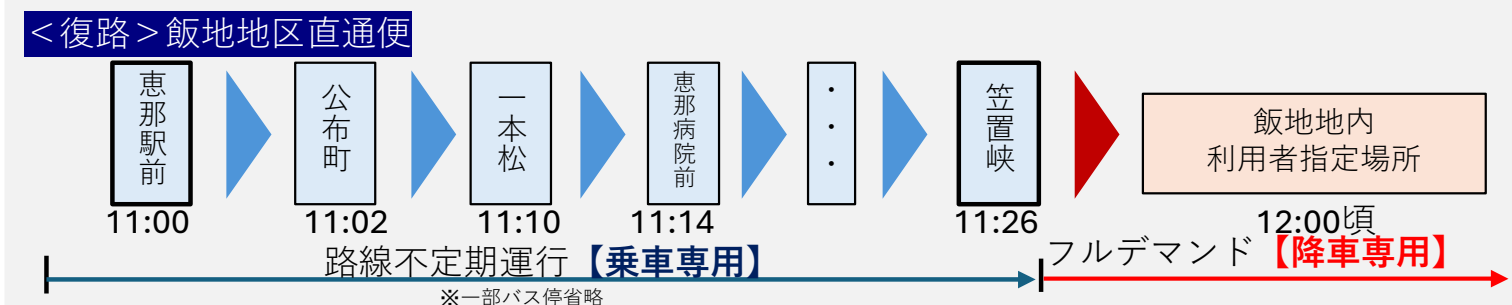 ＜復路＞飯地地区直通便
恵那駅前
公布町
一本松
恵那病院前
・・・
笠置峡
飯地地内
利用者指定場所
11:00
11:02
11:10
11:14
11:26
12:00頃
路線不定期運行【乗車専用】
フルデマンド【降車専用】
※一部バス停省略